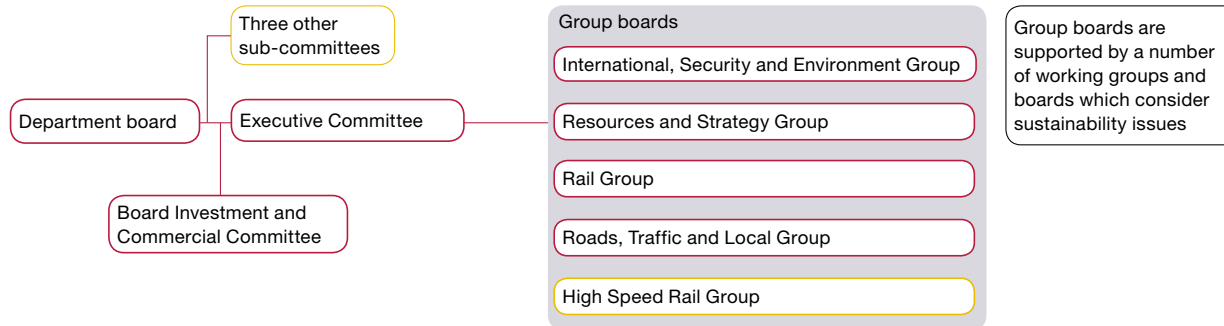 Three other
sub-committees
Department board
Executive Committee
Board Investment and
Commercial Committee
Group boards
International, Security and Environment Group
Resources and Strategy Group
Rail Group
Roads, Traffic and Local Group
High Speed Rail Group
Group boards are
supported by a number
of working groups and
boards which consider
sustainability issues